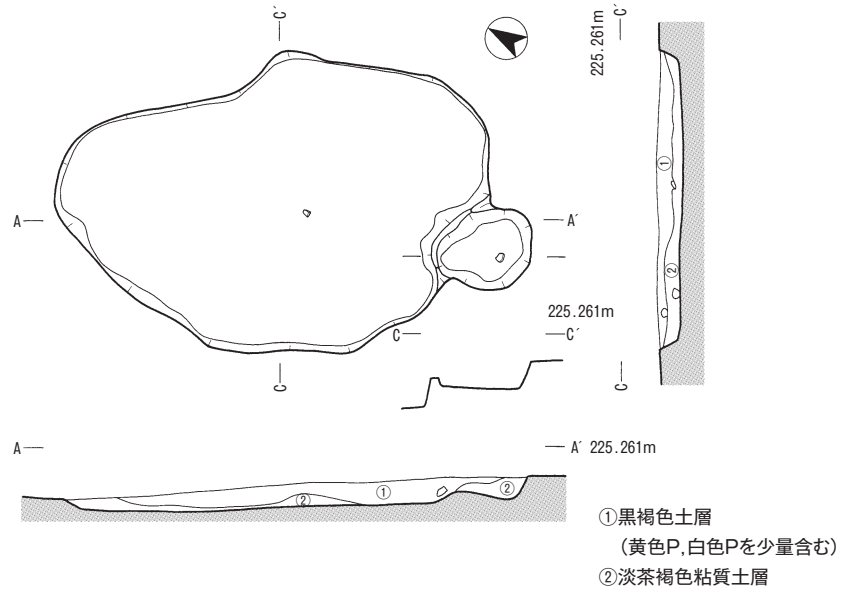 C´
C´
225.261m
①
A
A´
②
225.261m
C
C´
C
C
A
A´ 225.261m
②
①
②
①黒褐色土層
（黄色P,白色Pを少量含む）
②淡茶褐色粘質土層